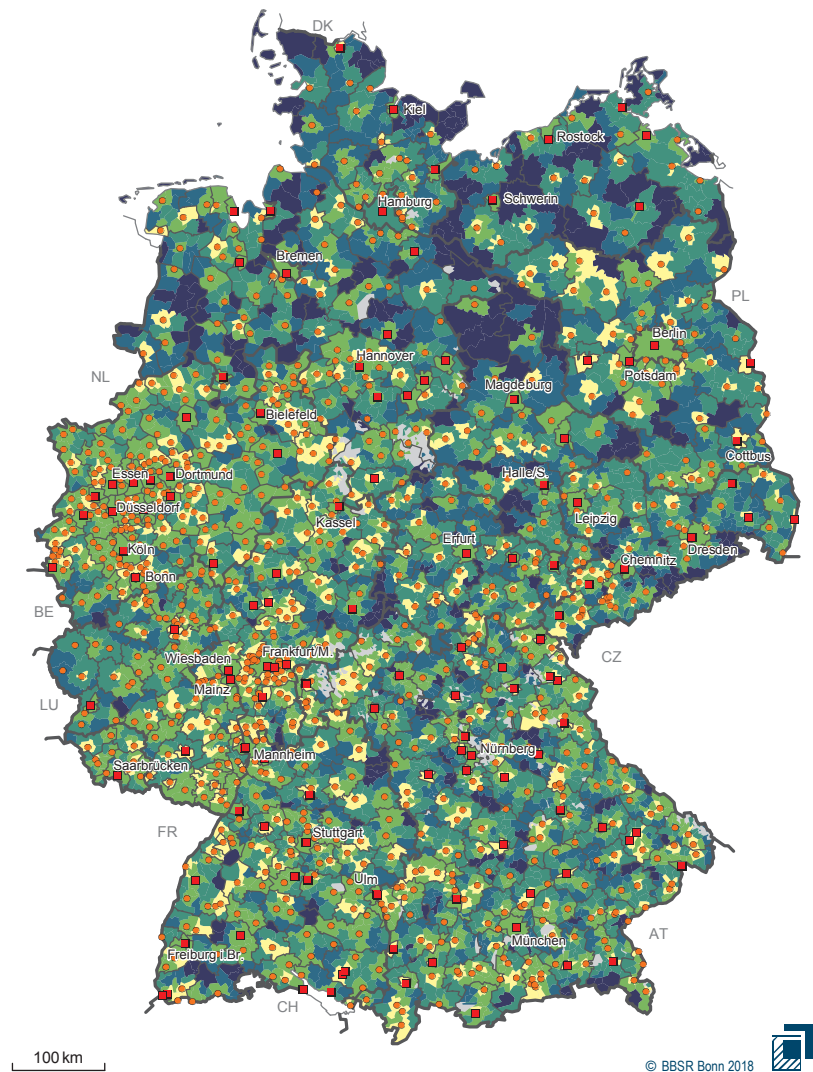 DK
Kiel
Rostock
Hamburg
Schwerin
Bremen
PL
Berlin
Hannover
NL
Potsdam
Magdeburg
Bielefeld
Cottbus
Essen
Dortmund
Halle/S.
Düsseldorf
Leipzig
Kassel
Erfurt
Dresden
Köln
Chemnitz
Bonn
BE
Frankfurt/M.
Wiesbaden
CZ
Mainz
LU
Nürnberg
Mannheim
Saarbrücken
FR
Stuttgart
Ulm
AT
München
Freiburg i.Br.
CH
100 km
© BBSR Bonn 2018